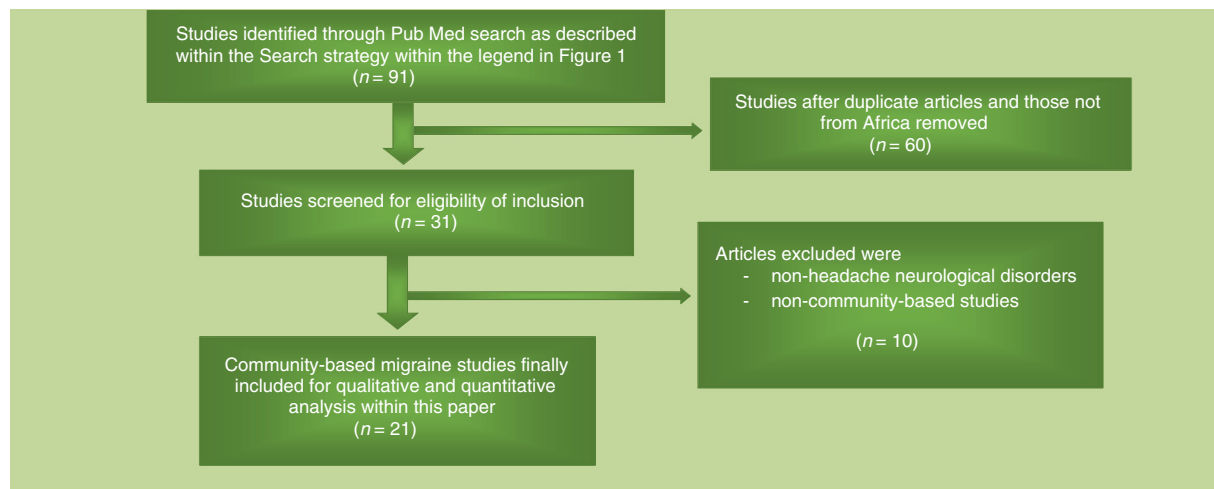 Studies identified through Pub Med search as described
within the Search strategy within the legend in Figure 1
(n = 91)
Studies after duplicate articles and those not
from Africa removed
(n = 60)
Studies screened for eligibility of inclusion
(n = 31)
Articles excluded were
- non-headache neurological disorders
- non-community-based studies
(n = 10)
Community-based migraine studies finally
included for qualitative and quantitative
analysis within this paper
(n = 21)